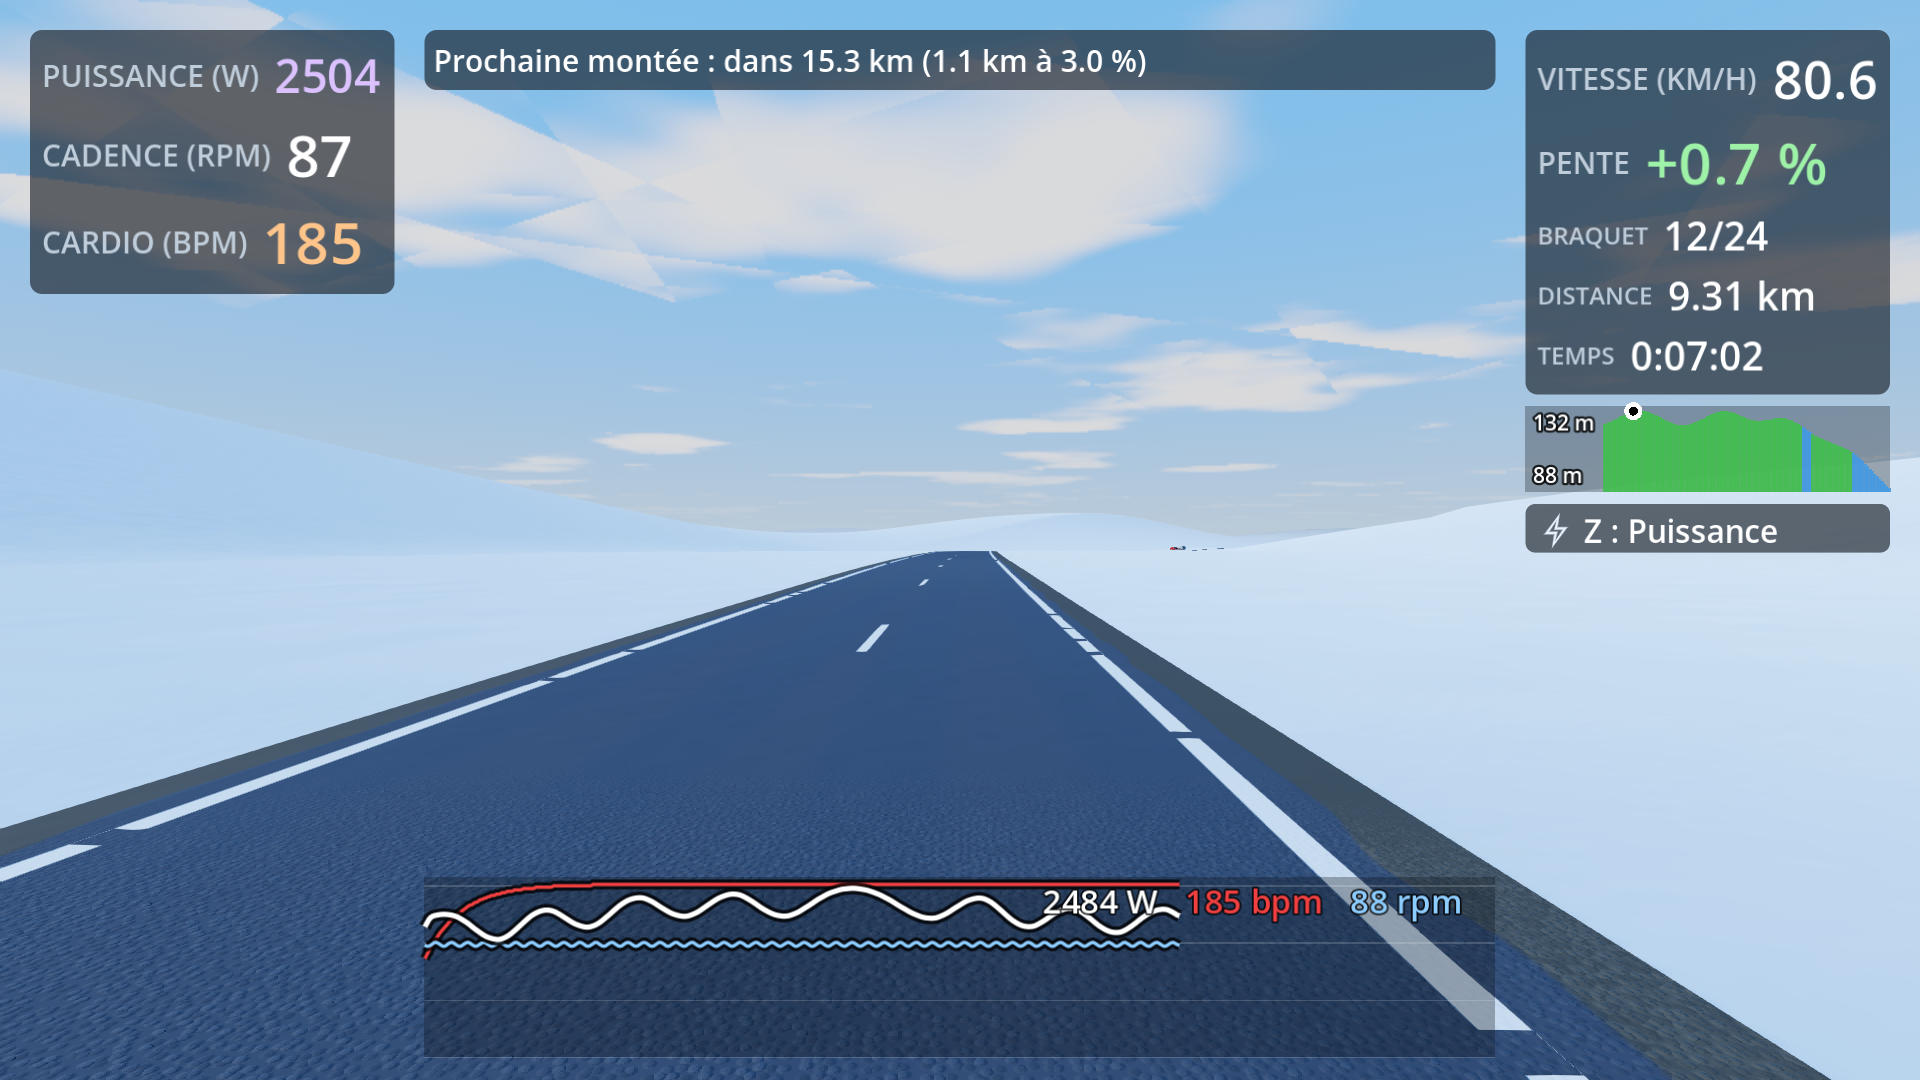 PUISSANCE (W) 2504
CADENCE (RPM) 87
CARDIO (BPM) 185
Prochaine montée : dans 15.3 km (1.1 km à 3.0 %)
VITESSE (KM/H) 80.6
PENTE +0.7 %
BRAQUET 12/24
DISTANCE 9.31 km
TEMPS 0:07:02
132 m
88 m
Z : Puissance
2484 W 185 bpm 88 rpm